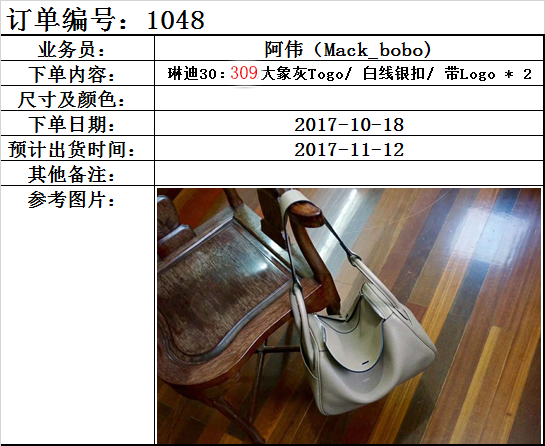 订单编号：1048
业务员： 阿伟（Mack_bobo)
下单内容： 琳迪30：309大象灰Togo/ 白线银扣/ 带Logo * 2
尺寸及颜色：
下单日期： 2017-10-18
预计出货时间： 2017-11-12
其他备注：
参考图片：